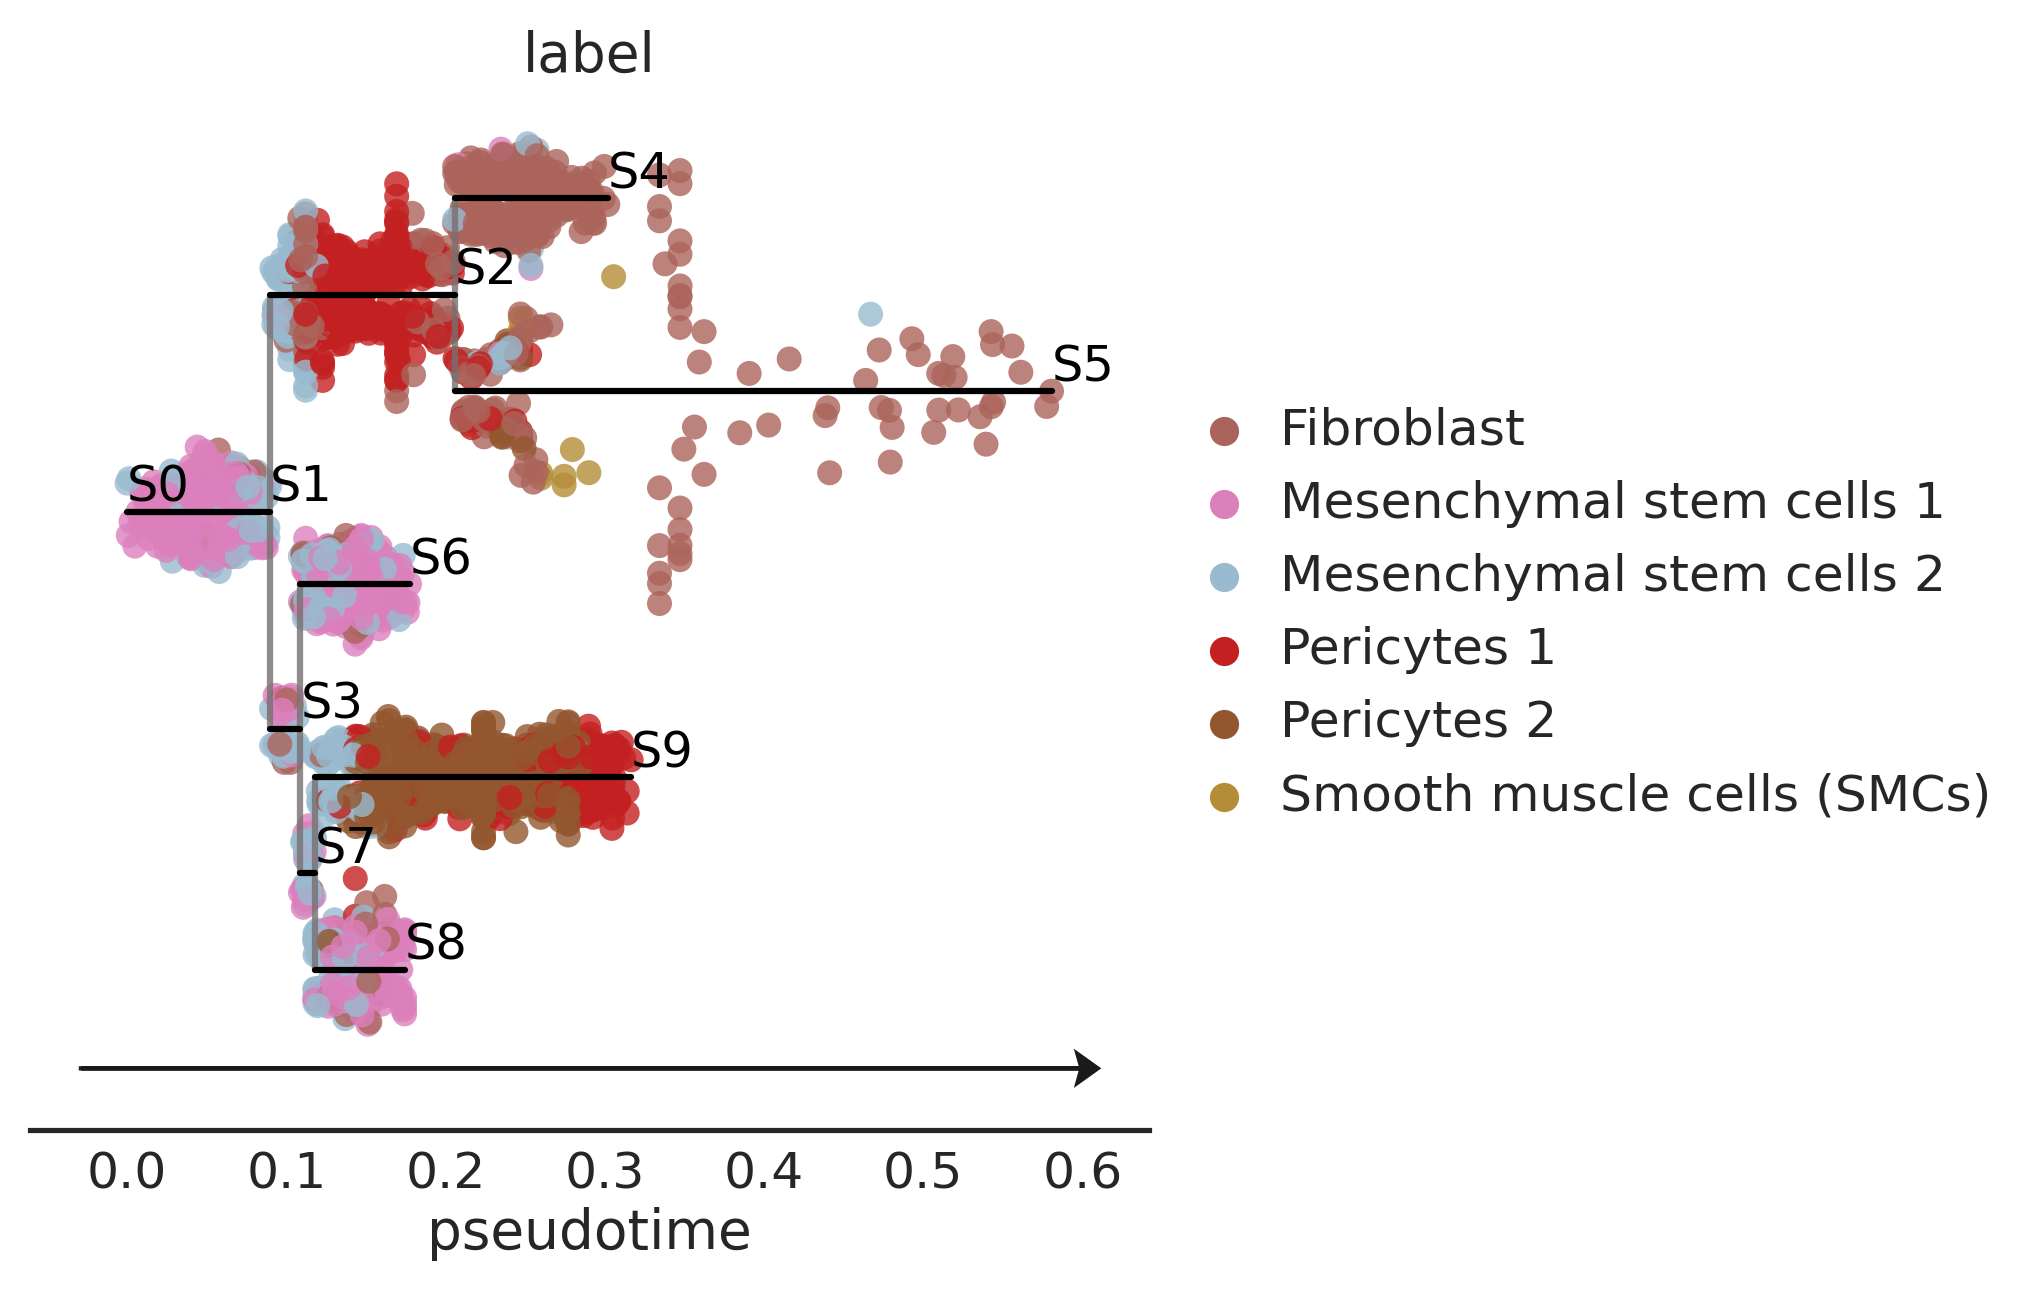 label
S4
S2
S5
S0
S1
S6
S3
S9
S7
S8
Fibroblast
Mesenchymal stem cells 1
Mesenchymal stem cells 2
Pericytes 1
Pericytes 2
Smooth muscle cells (SMCs)
0.0 0.1 0.2 0.3 0.4 0.5 0.6
pseudotime